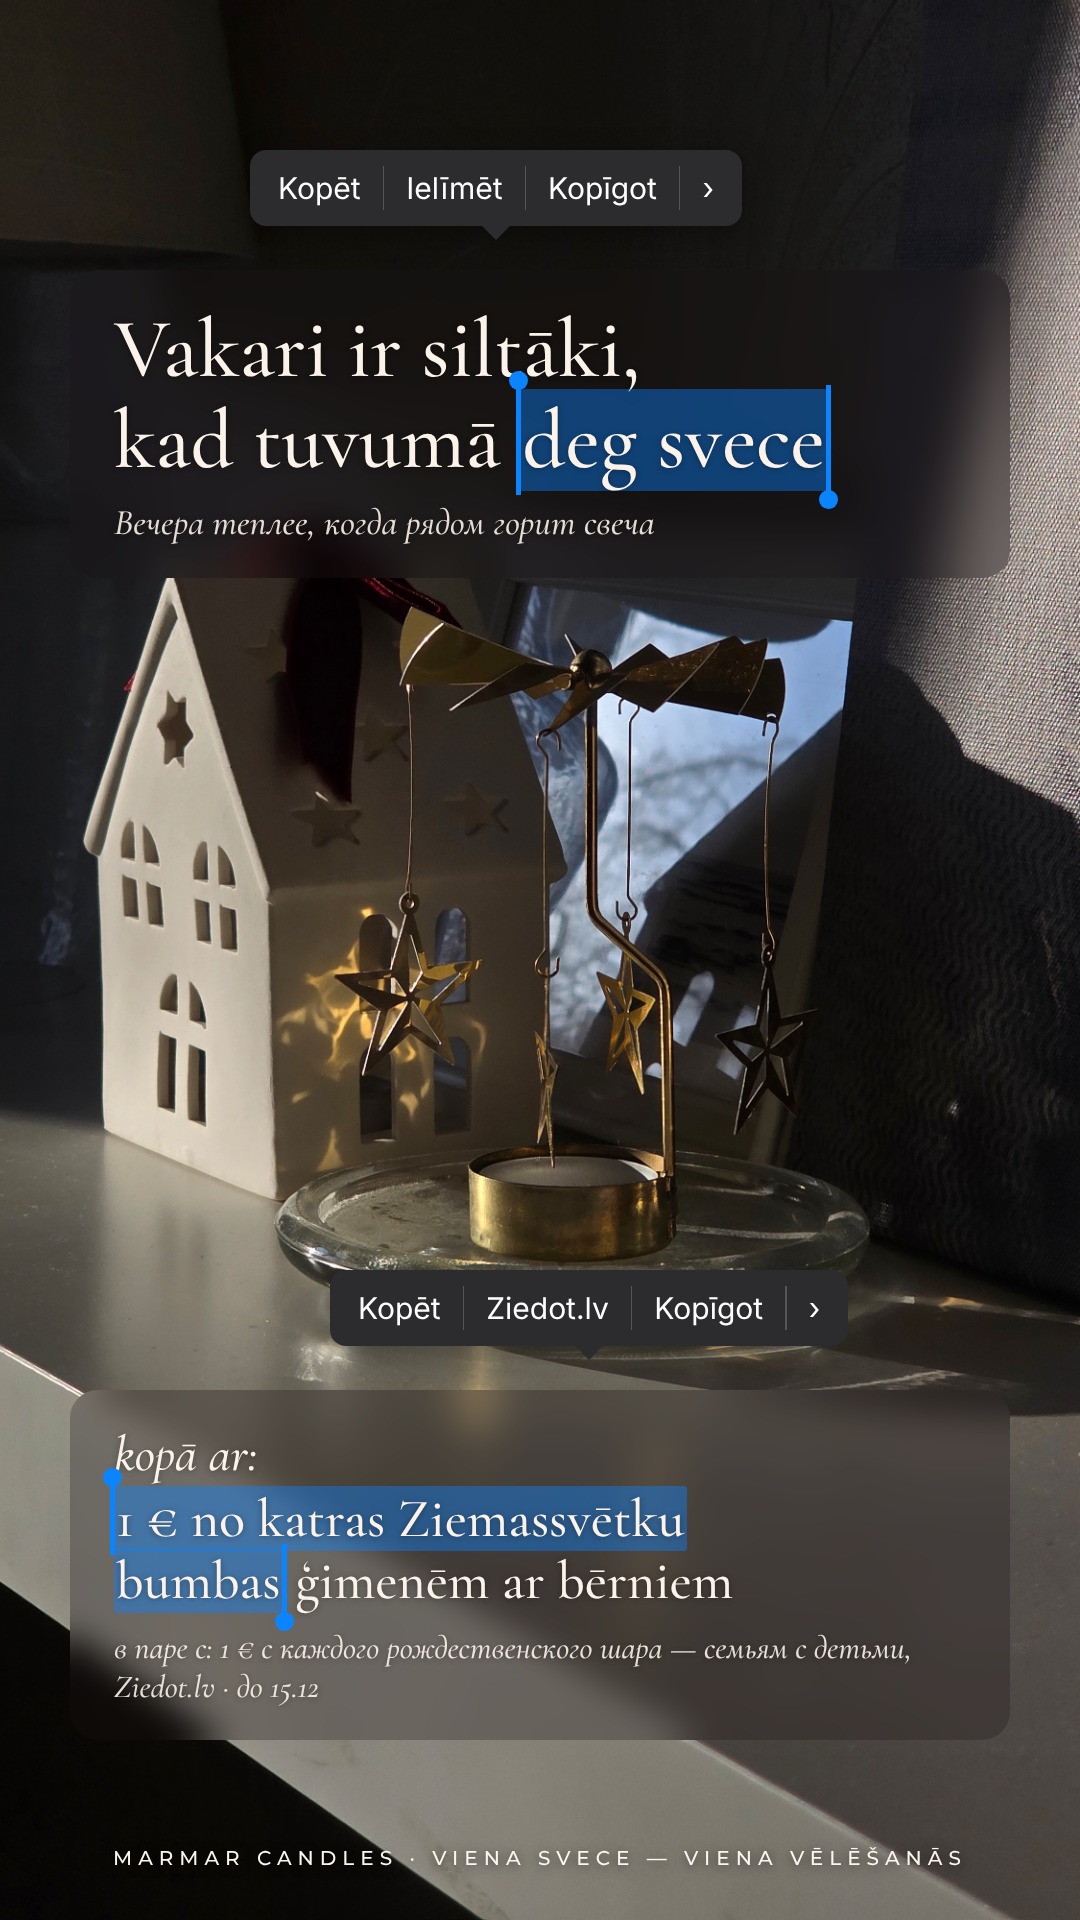 Kopēt Ielīmēt Kopīgot ›
Vakari ir siltāki,
kad tuvumā deg svece
Вечера теплее, когда рядом горит свеча
Kopēt Ziedot.lv Kopīgot ›
kopā ar:
1 € no katras Ziemassvētku
bumbas ģimenēm ar bērniem
в паре с: 1 € с каждого рождественского шара — семьям с детьми,
Ziedot.lv · до 15.12
MARMAR CANDLES · VIENA SVECE — VIENA VĒLĒŠANĀS